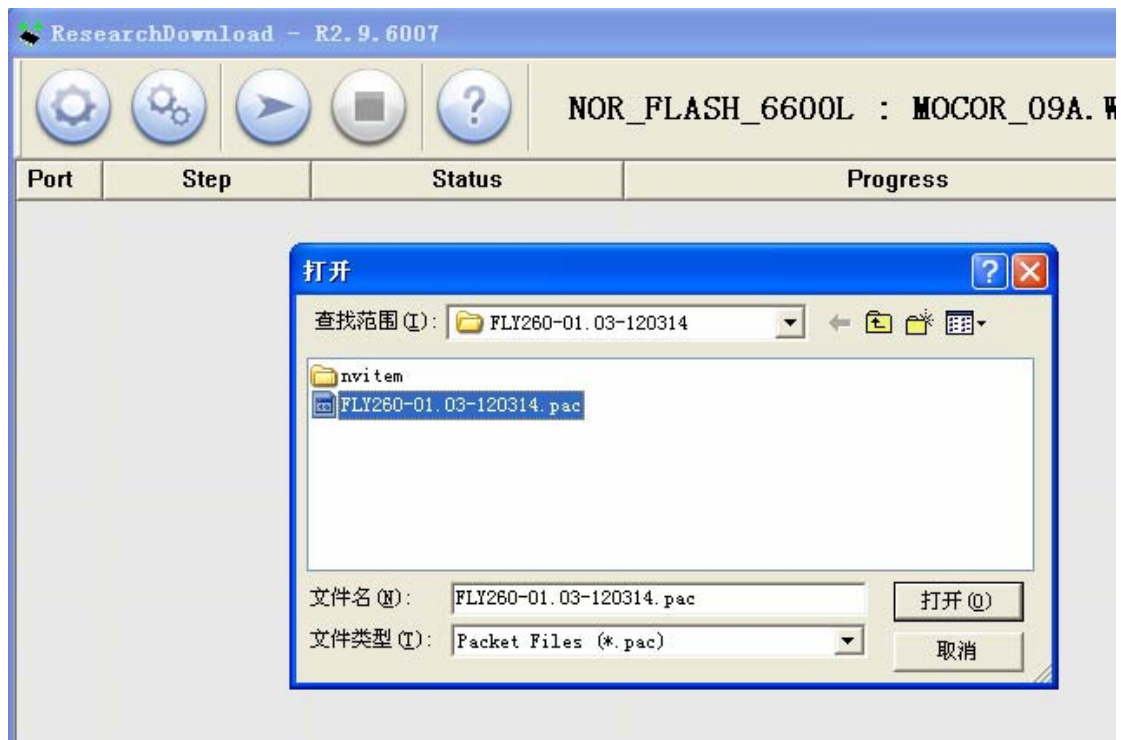 ResearchDownload - R2.9.6007
NOR_FLASH_6600L : MOCOR_09A.W
Port Step Status Progress
打开
查找范围(I): FLY260-01.03-120314
nvitem
FLY260-01.03-120314.pac
文件名(N): FLY260-01.03-120314.pac 打开(O)
文件类型(T): Packet Files (*.pac)
取消